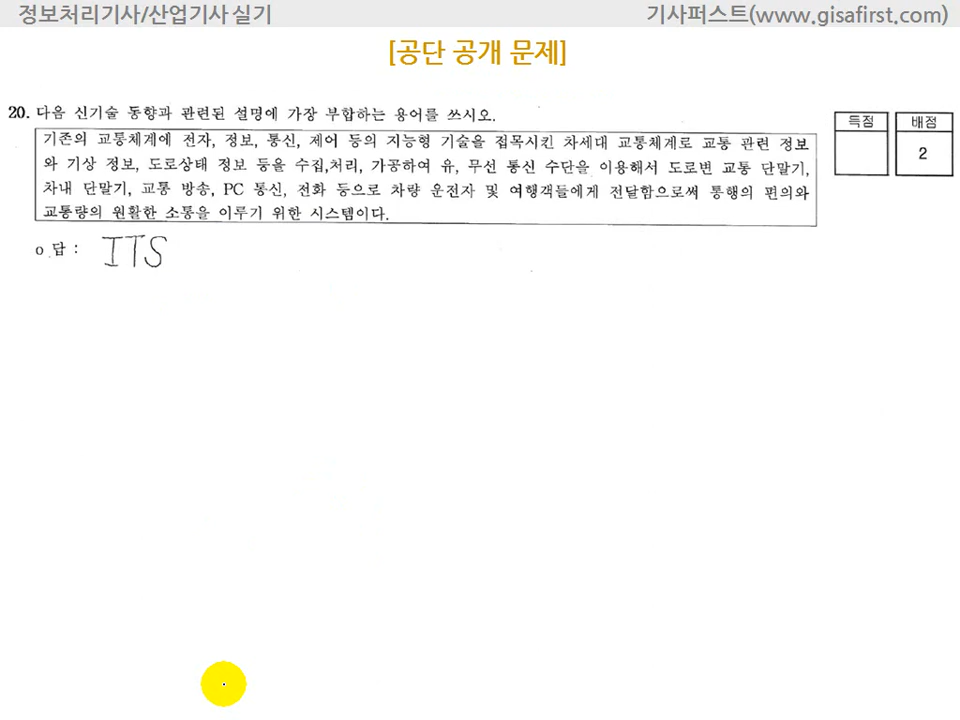 정보처리기사/산업기사 실기
기사퍼스트(www.gisafirst.com)
[공단 공개 문제]
20. 다음 신기술 동향과 관련된 설명에 가장 부합하는 용어를 쓰시오.
득점 배점
2
기존의 교통체계에 전자, 정보, 통신, 제어 등의 지능형 기술을 접목시킨 차세대 교통체계로 교통 관련 정보
와 기상 정보, 도로상태 정보 등을 수집,처리, 가공하여 유, 무선 통신 수단을 이용해서 도로변 교통 단말기,
차내 단말기, 교통 방송, PC 통신, 전화 등으로 차량 운전자 및 여행객들에게 전달함으로써 통행의 편의와
교통량의 원활한 소통을 이루기 위한 시스템이다.
o 답 : ITS